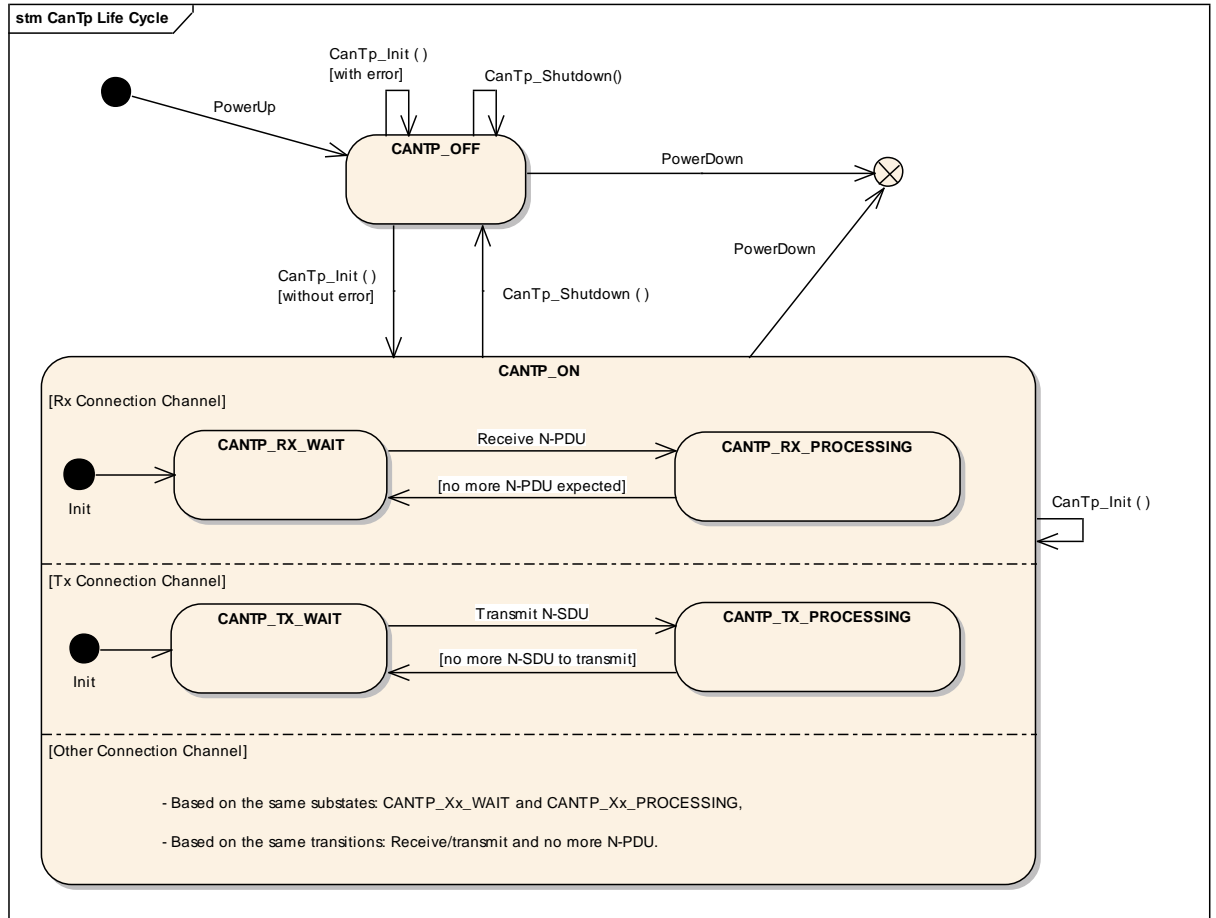 stm CanTp Life Cycle
CanTp_Init ( )
[with error]
CanTp_Shutdown()
PowerUp
CANTP_OFF
PowerDown
PowerDown
CanTp_Init ( )
[without error]
CanTp_Shutdown ( )
CANTP_ON
[Rx Connection Channel]
CANTP_RX_WAIT
Receive N-PDU
CANTP_RX_PROCESSING
[no more N-PDU expected]
Init
CanTp_Init ( )
[Tx Connection Channel]
CANTP_TX_WAIT
Transmit N-SDU
CANTP_TX_PROCESSING
[no more N-SDU to transmit]
Init
[Other Connection Channel]
- Based on the same substates: CANTP_Xx_WAIT and CANTP_Xx_PROCESSING,
- Based on the same transitions: Receive/transmit and no more N-PDU.